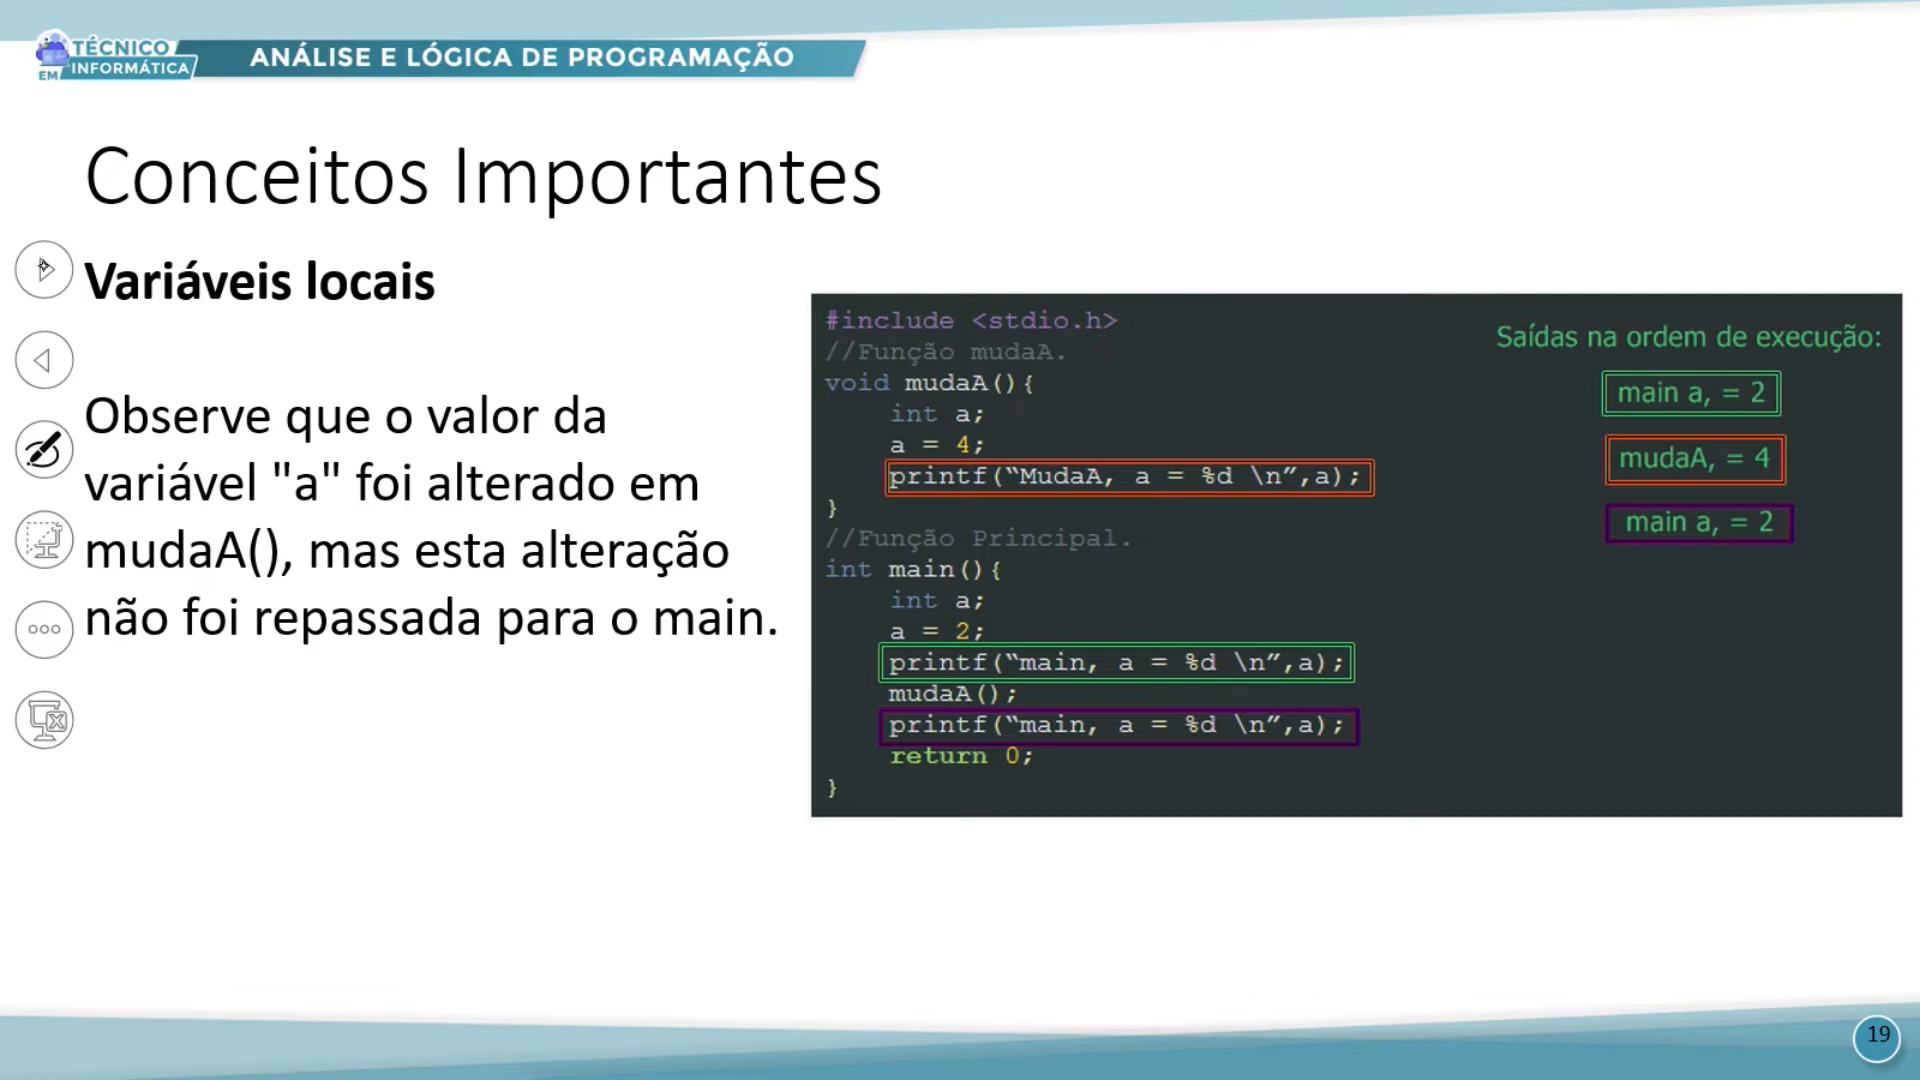 TÉCNICO
EM INFORMÁTICA
ANÁLISE E LÓGICA DE PROGRAMAÇÃO
Conceitos Importantes
Variáveis locais
Observe que o valor da
variável "a" foi alterado em
mudaA(), mas esta alteração
não foi repassada para o main.
#include <stdio.h>
//Função mudaA.
void mudaA(){
int a;
a = 4;
printf(“MudaA, a = %d \n”,a);
}
//Função Principal.
int main(){
int a;
a = 2;
printf(“main, a = %d \n”,a);
mudaA();
printf(“main, a = %d \n”,a);
return 0;
}
Saídas na ordem de execução:
main a, = 2
mudaA, = 4
main a, = 2
19